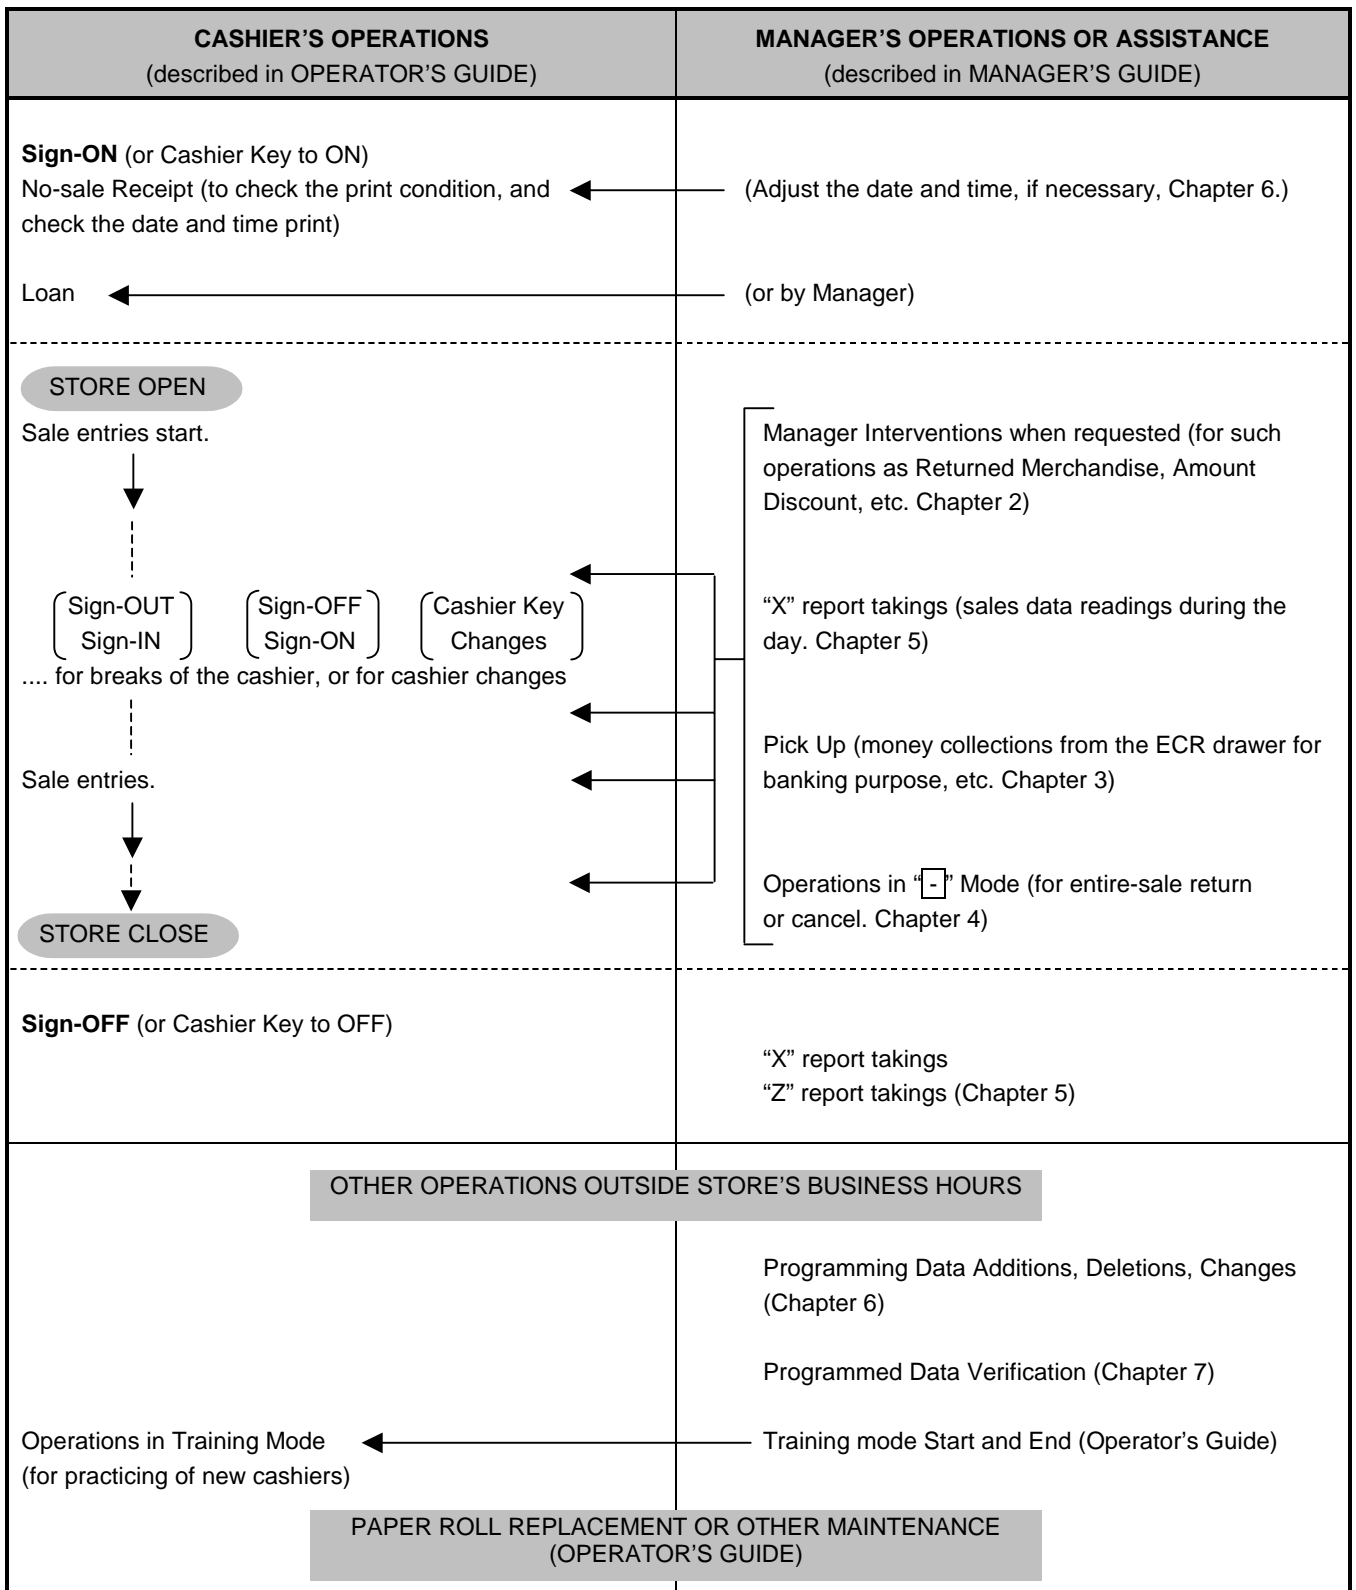 CASHIER'S OPERATIONS
(described in OPERATOR'S GUIDE)
MANAGER'S OPERATIONS OR ASSISTANCE
(described in MANAGER'S GUIDE)
Sign-ON (or Cashier Key to ON)
No-sale Receipt (to check the print condition, and
check the date and time print)
(Adjust the date and time, if necessary, Chapter 6.)
Loan
(or by Manager)
STORE OPEN
Sale entries start.
Sign-OUT
Sign-IN
Sign-OFF
Sign-ON
Cashier Key
Changes
.... for breaks of the cashier, or for cashier changes
Sale entries.
STORE CLOSE
Manager Interventions when requested (for such
operations as Returned Merchandise, Amount
Discount, etc. Chapter 2)
“X” report takings (sales data readings during the
day. Chapter 5)
Pick Up (money collections from the ECR drawer for
banking purpose, etc. Chapter 3)
Operations in “-” Mode (for entire-sale return
or cancel. Chapter 4)
Sign-OFF (or Cashier Key to OFF)
“X” report takings
“Z” report takings (Chapter 5)
OTHER OPERATIONS OUTSIDE STORE'S BUSINESS HOURS
Programming Data Additions, Deletions, Changes
(Chapter 6)
Programmed Data Verification (Chapter 7)
Operations in Training Mode
(for practicing of new cashiers)
Training mode Start and End (Operator's Guide)
PAPER ROLL REPLACEMENT OR OTHER MAINTENANCE
(OPERATOR'S GUIDE)